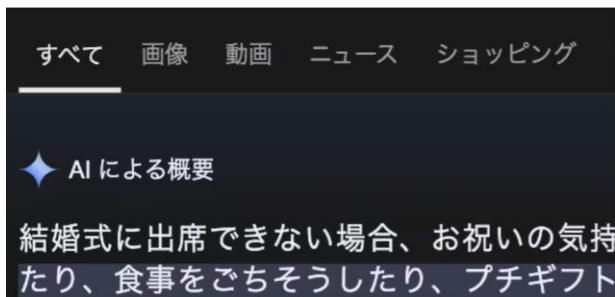 すべて 画像 動画 ニュース ショッピング
AI による概要
結婚式に出席できない場合、お祝いの気持
たり、食事をごちそうしたり、プチギフト